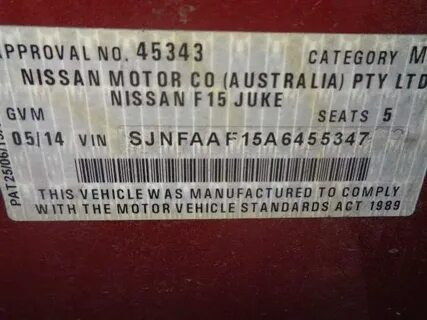 APPROVAL NO. 45343 CATEGORY M
NISSAN MOTOR CO (AUSTRALIA) PTY LTD
NISSAN F15 JUKE
GVM SEATS 5
05/14 VIN SJNFAAF15A6455347
THIS VEHICLE WAS MANUFACTURED TO COMPLY
WITH THE MOTOR VEHICLE STANDARDS ACT 1989